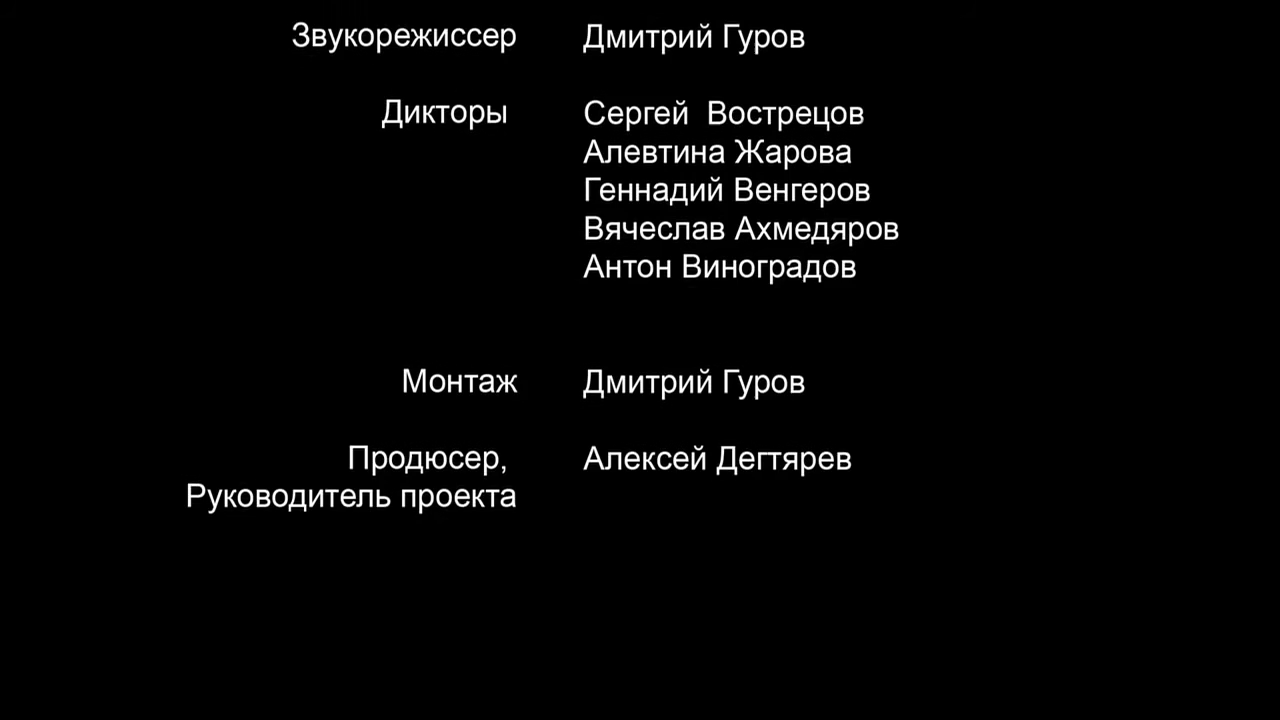 Звукорежиссер Дмитрий Гуров
Дикторы Сергей Вострецов
Алевтина Жарова
Геннадий Венгеров
Вячеслав Ахмедяров
Антон Виноградов
Монтаж Дмитрий Гуров
Продюсер, Алексей Дегтярев
Руководитель проекта